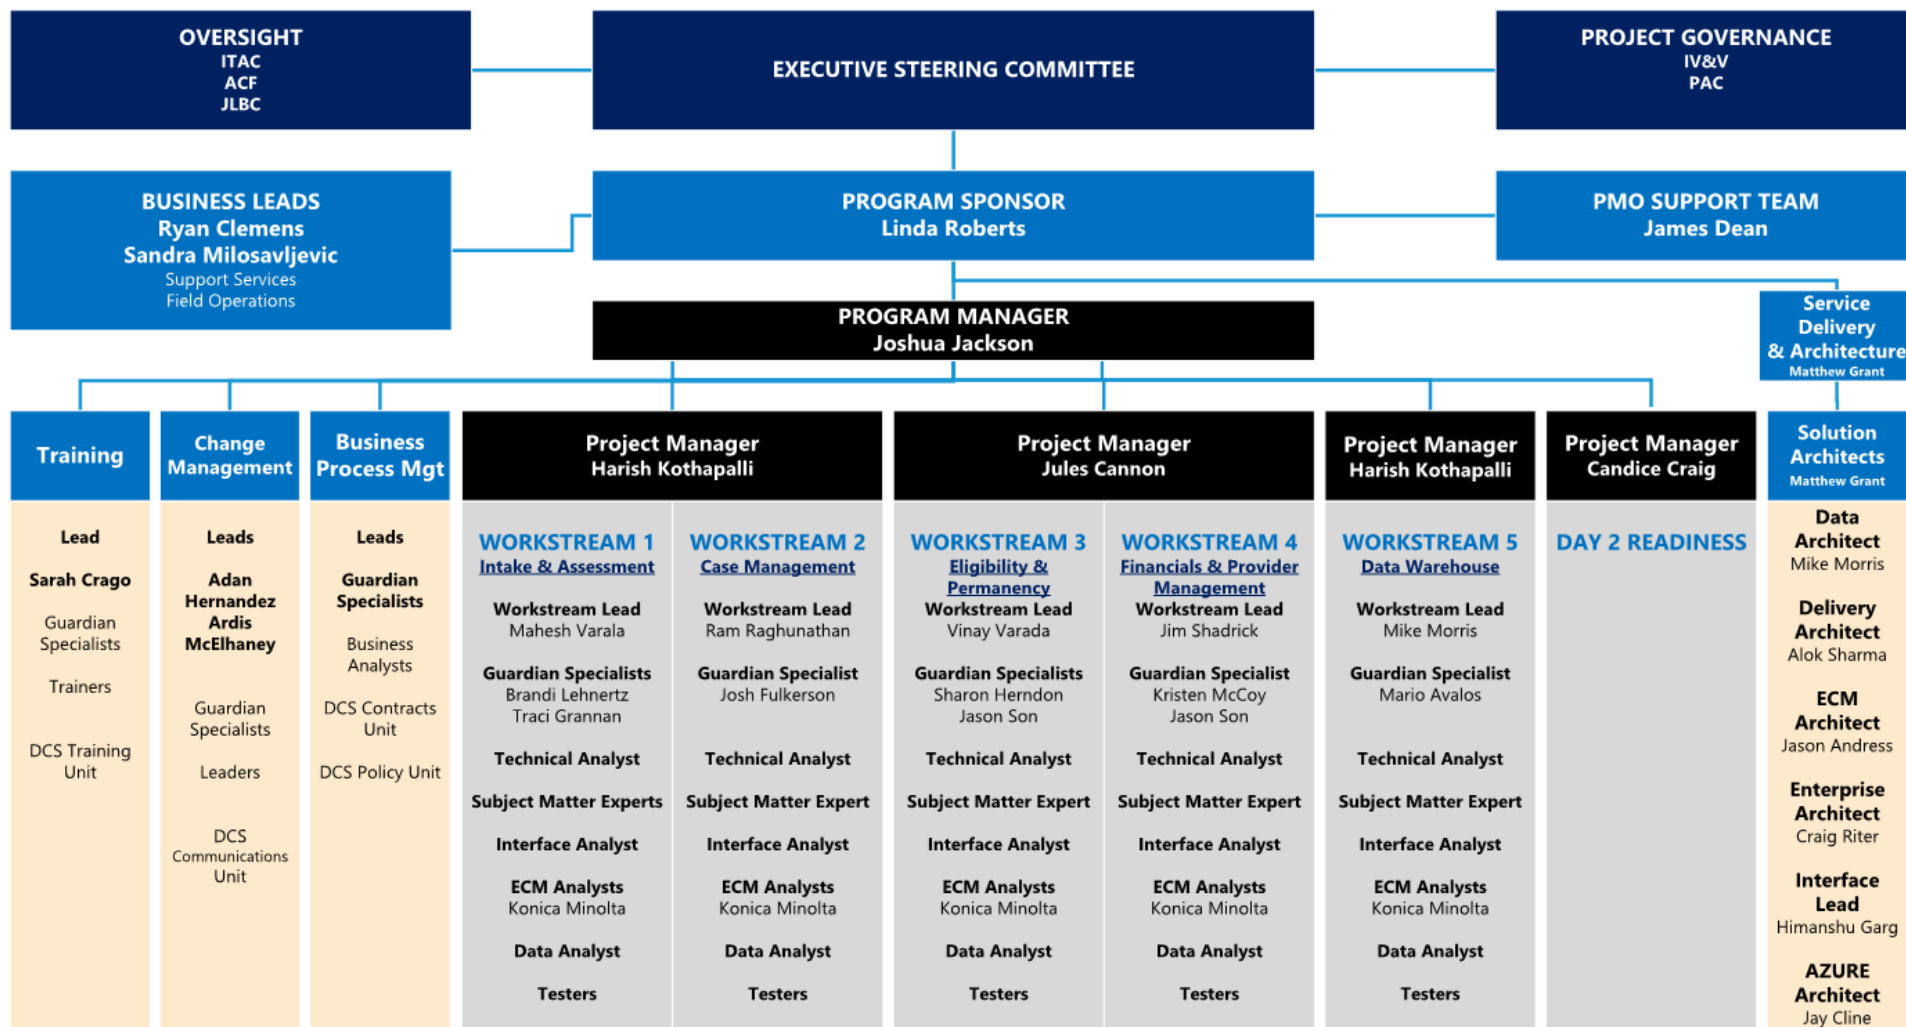 OVERSIGHT
ITAC
ACF
JLBC
EXECUTIVE STEERING COMMITTEE
PROJECT GOVERNANCE
IV&V
PAC
BUSINESS LEADS
Ryan Clemens
Sandra Milosavljevic
Support Services
Field Operations
PROGRAM SPONSOR
Linda Roberts
PMO SUPPORT TEAM
James Dean
PROGRAM MANAGER
Joshua Jackson
Service
Delivery
& Architecture
Matthew Grant
Training
Change
Management
Business
Process Mgt
Project Manager
Harish Kothapalli
Project Manager
Jules Cannon
Project Manager
Harish Kothapalli
Project Manager
Candice Craig
Solution
Architects
Matthew Grant
Lead
Sarah Crago
Guardian
Specialists
Trainers
DCS Training
Unit
Leads
Adan
Hernandez
Ardis
McElhaney
Guardian
Specialists
Leaders
DCS
Communications
Unit
Leads
Guardian
Specialists
Business
Analysts
DCS Contracts
Unit
DCS Policy Unit
WORKSTREAM 1
Intake & Assessment
Workstream Lead
Mahesh Varala
Guardian Specialists
Brandi Lehnertz
Traci Grannan
Technical Analyst
Subject Matter Experts
Interface Analyst
ECM Analysts
Konica Minolta
Data Analyst
Testers
WORKSTREAM 2
Case Management
Workstream Lead
Ram Raghunathan
Guardian Specialist
Josh Fulkerson
Technical Analyst
Subject Matter Expert
Interface Analyst
ECM Analysts
Konica Minolta
Data Analyst
Testers
WORKSTREAM 3
Eligibility &
Permanency
Workstream Lead
Vinay Varada
Guardian Specialists
Sharon Herndon
Jason Son
Technical Analyst
Subject Matter Expert
Interface Analyst
ECM Analysts
Konica Minolta
Data Analyst
Testers
WORKSTREAM 4
Financials & Provider
Management
Workstream Lead
Jim Shadrick
Guardian Specialist
Kristen McCoy
Jason Son
Technical Analyst
Subject Matter Expert
Interface Analyst
ECM Analysts
Konica Minolta
Data Analyst
Testers
WORKSTREAM 5
Data Warehouse
Workstream Lead
Mike Morris
Guardian Specialist
Mario Avalos
Technical Analyst
Subject Matter Expert
Interface Analyst
ECM Analysts
Konica Minolta
Data Analyst
Testers
DAY 2 READINESS
Data
Architect
Mike Morris
Delivery
Architect
Alok Sharma
ECM
Architect
Jason Andress
Enterprise
Architect
Craig Riter
Interface
Lead
Himanshu Garg
AZURE
Architect
Jay Cline